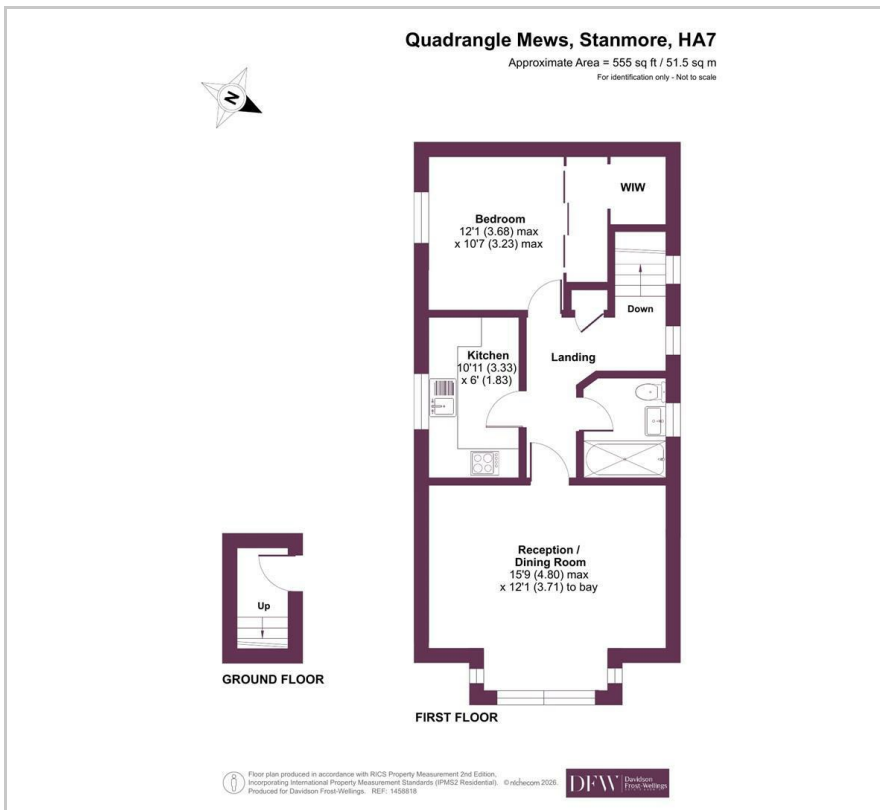 Quadrangle Mews, Stanmore, HA7
Approximate Area = 555 sq ft / 51.5 sq m
For identification only - Not to scale
N
WIW
Bedroom
12'1 (3.68) max
x 10'7 (3.23) max
Down
Landing
Kitchen
10'11 (3.33)
x 6' (1.83)
Reception /
Dining Room
15'9 (4.80) max
x 12'1 (3.71) to bay
Up
GROUND FLOOR
FIRST FLOOR
Floor plan produced in accordance with RICS Property Measurement 2nd Edition,
Incorporating International Property Measurement Standards (IPMS2 Residential). ©ntchecom 2026.
Produced for Davidson Frost-Wellings. REF: 1458818
DFW
Davidson
Frost-Wellings